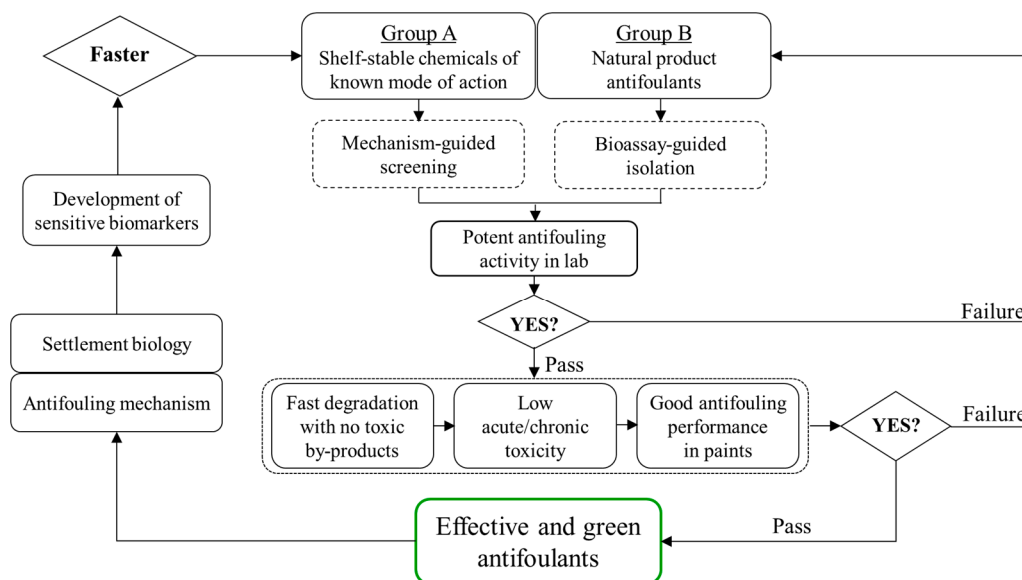 Faster
Group A
Shelf-stable chemicals of
known mode of action
Group B
Natural product
antifoulants
Mechanism-guided
screening
Bioassay-guided
isolation
Development of
sensitive biomarkers
Potent antifouling
activity in lab
YES?
Failure
Pass
Settlement biology
Antifouling mechanism
Fast degradation
with no toxic
by-products
Low
acute/chronic
toxicity
Good antifouling
performance
in paints
YES?
Failure
Pass
Effective and green
antifoulants